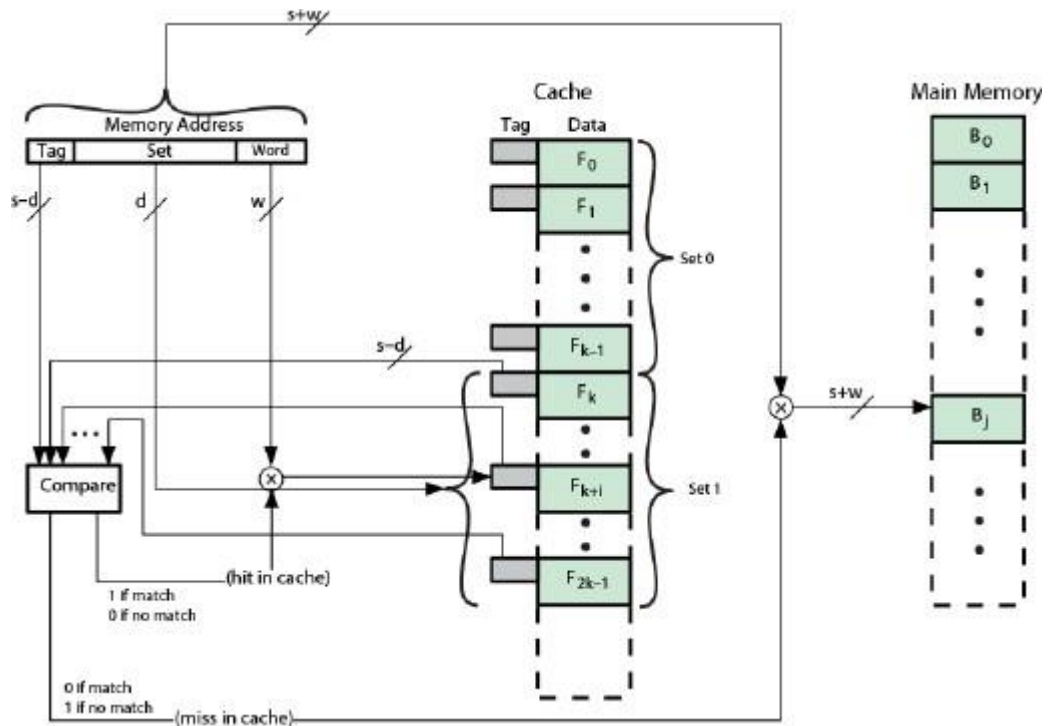 s+w
Cache
Main Memory
Memory Address
Tag Data
Tag Set Word
F0
B0
F1
B1
s–d
d
w
Set 0
s–d
Fk–1
Fk
s+w
Bj
Compare
Fk+i
Set 1
(hit in cache)
F2k–1
1 if match
0 if no match
0 if match
1 if no match
(miss in cache)